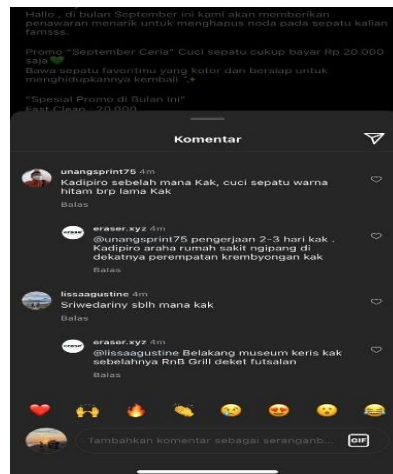 Hallo , di bulan September ini kami akan memberikan
penawaran menarik untuk menghapus noda pada sepatu kalian
famsss.
Promo "September Ceria" Cuci sepatu cukup bayar Rp 20.000
saja
Bawa sepatu favoritmu yang kotor dan bersiap untuk
menghidupkannya kembali
"Spesial Promo di Bulan Ini"
Fast Clean : 20.000
Komentar
unangsprint75 4m
Kadipiro sebelah mana Kak, cuci sepatu warna
hitam brp lama Kak
Balas
eraser.xyz 4m
@unangsprint75 pengerjaan 2-3 hari kak .
Kadipiro araha rumah sakit ngipang di
dekatnya perempatan krembyongan kak
Balas
lissaagustine 4m
Sriwedariny sblh mana kak
Balas
eraser.xyz 4m
@lissaagustine Belakang museum keris kak
sebelahnya RnB Grill deket futsalan
Balas
Tambahkan komentar sebagai seranganb...
GIF